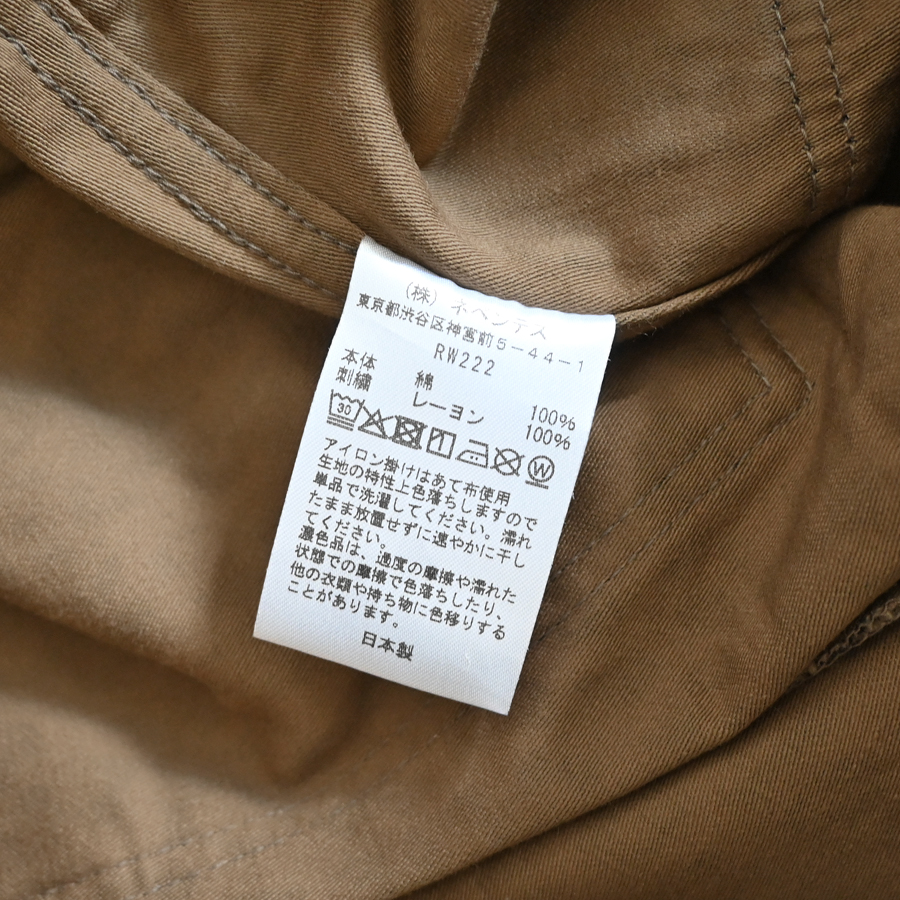 (株) ネペンテス
東京都渋谷区神宮前5-44-1
RW222
本体 綿 100%
刺繍 レーヨン 100%
30 W
アイロン掛けはあて布使用
生地の特性上色落ちしますので
単品で洗濯してください。濡れ
たまま放置せずに速やかに干し
てください。
濃色品は、過度の摩擦や濡れた
状態での摩擦で色落ちしたり、
他の衣類や持ち物に色移りする
ことがあります。
日本製